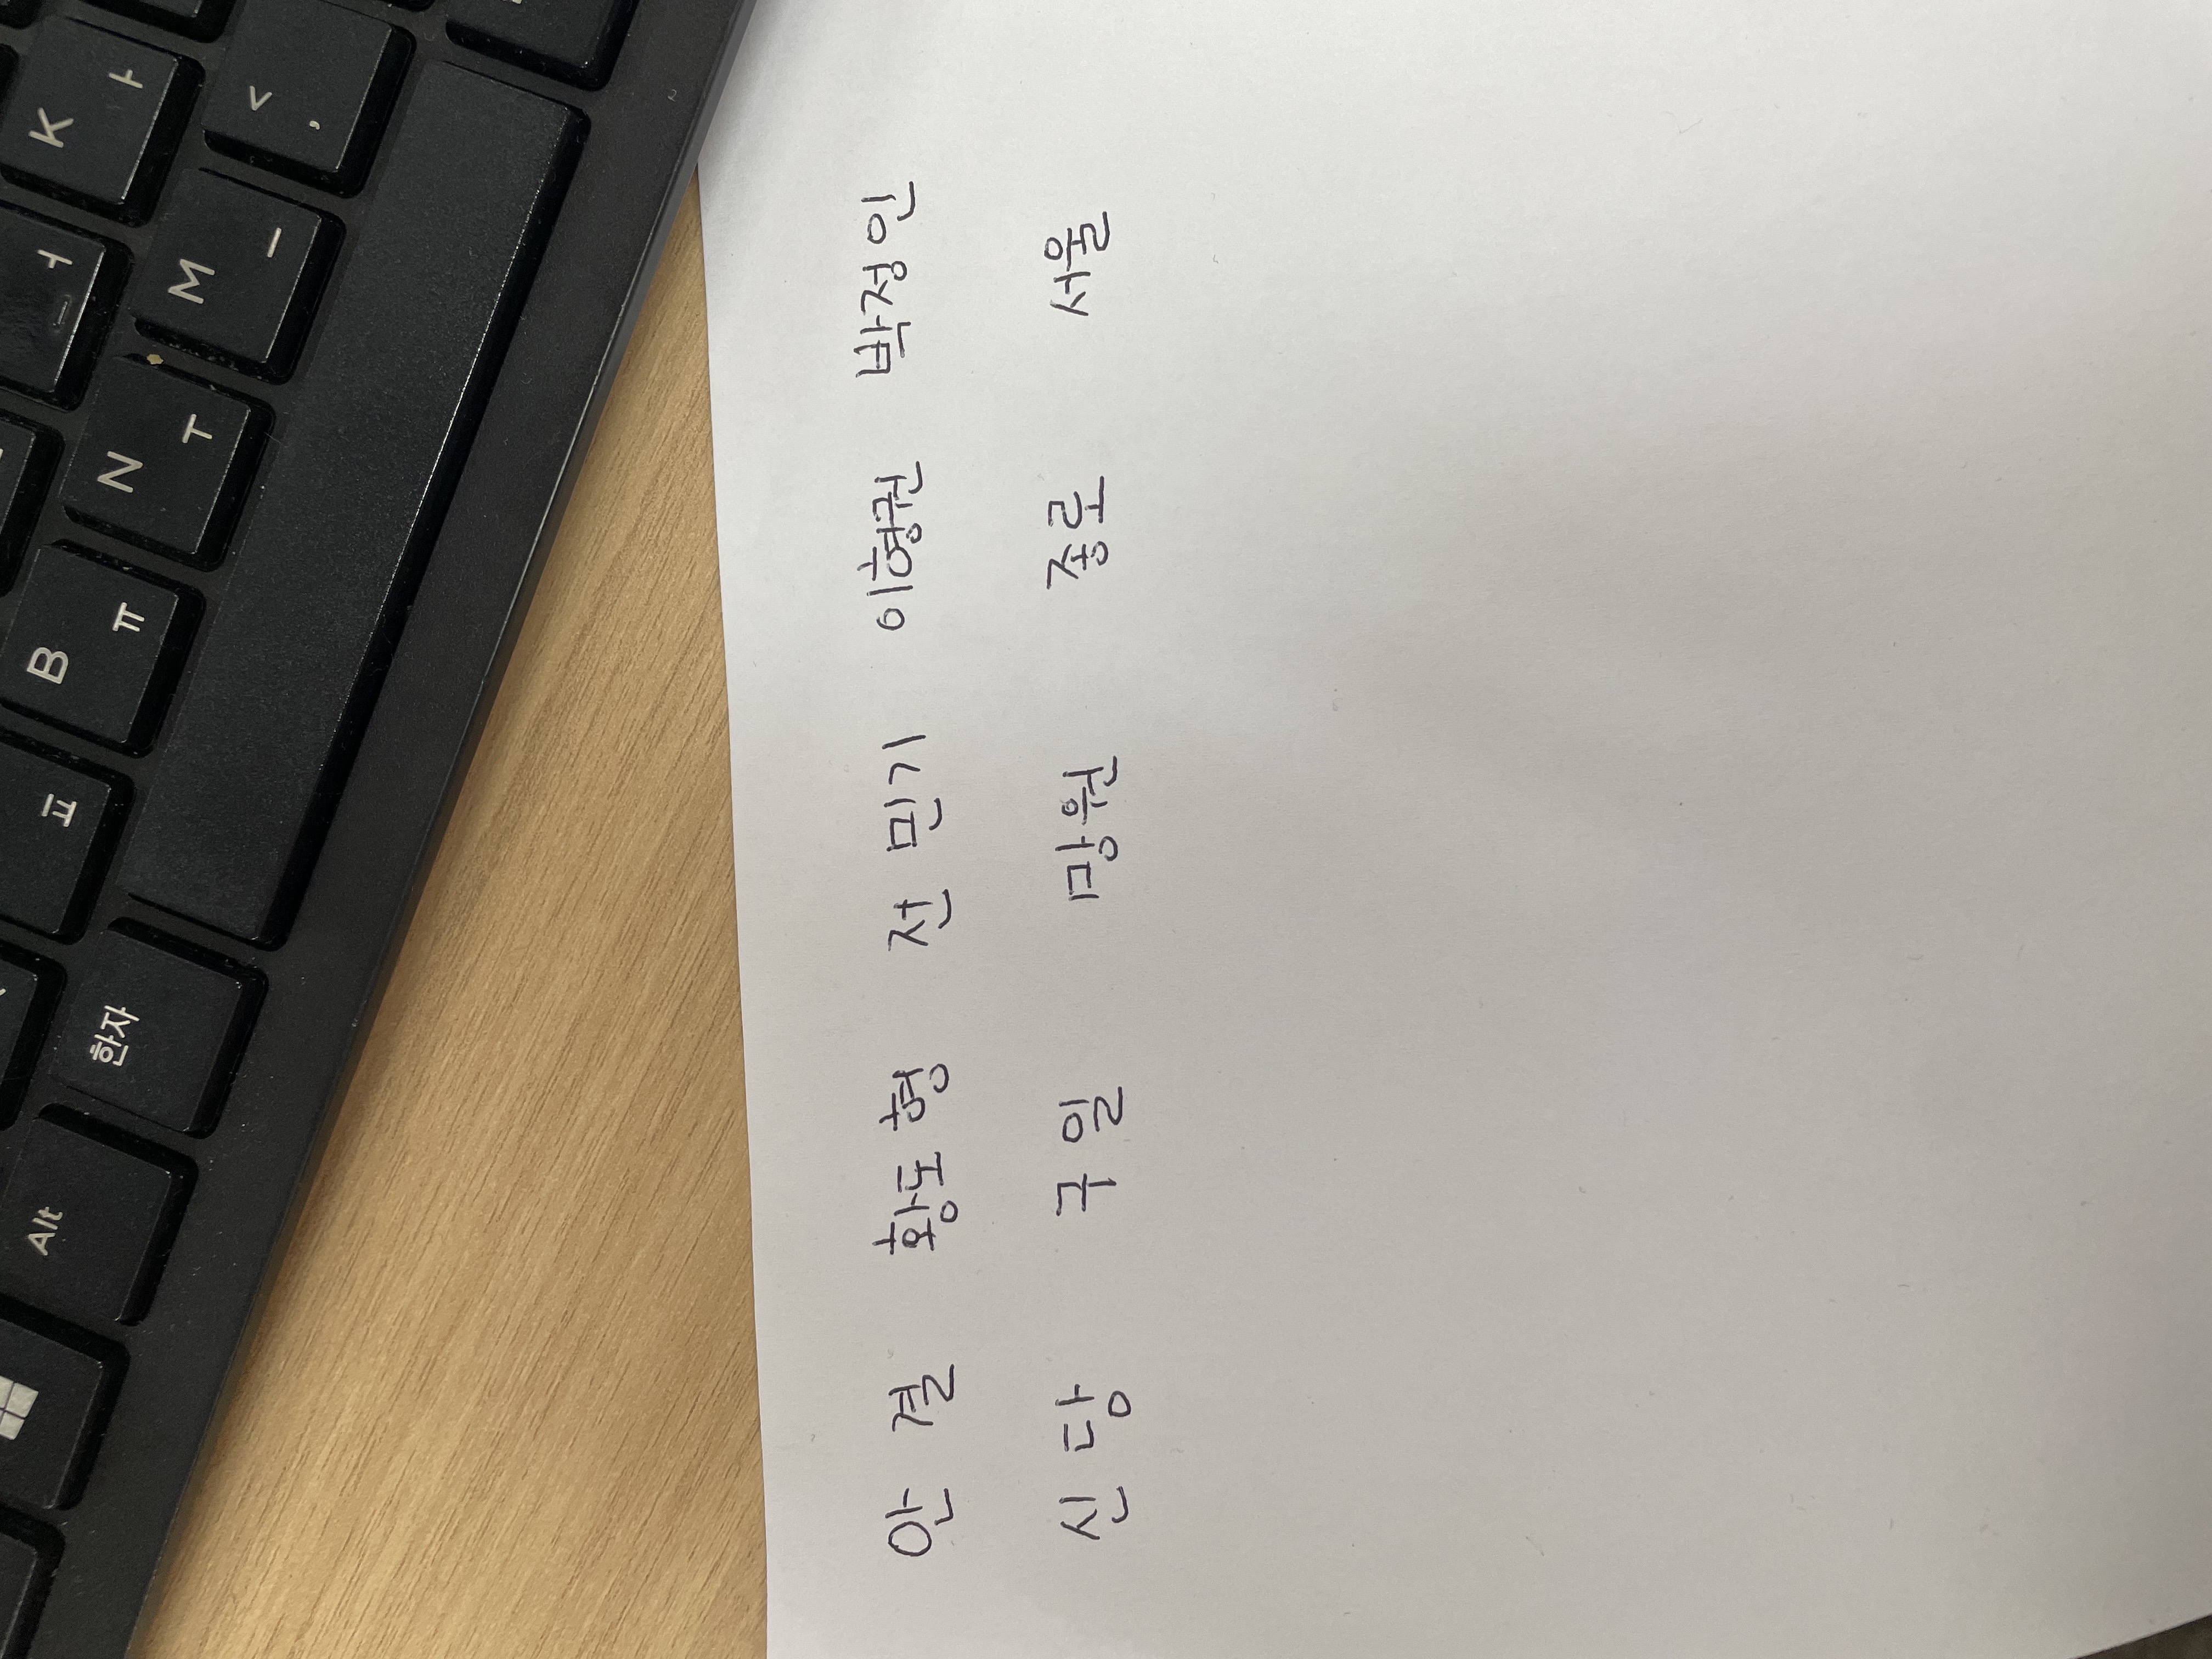 Alt ㅍ B ㅠ ㅓ K ㅏ
한자 N ㅜ M ㅡ < ,
안 결 황도형 전 민기 이형권 박정인
신 당 구 일 망원 종로 서울